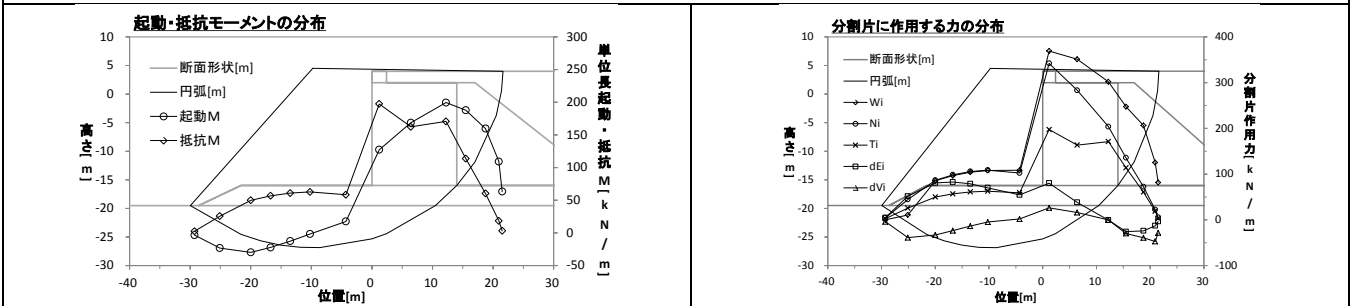 起動・抵抗モーメントの分布
10
5
0
-5
-10
-15
-20
-25
-30
高さ[m]
断面形状[m]
円弧[m]
起動M
抵抗M
300
250
200
150
100
50
0
-50
単位長起動・抵抗M[kN/m]
-40 -30 -20 -10 0 10 20 30
位置[m]
分割片に作用する力の分布
10
5
0
-5
-10
-15
-20
-25
-30
高さ[m]
断面形状[m]
円弧[m]
Wi
Ni
Ti
dEi
dVi
400
300
200
100
0
-100
分割片作用力[kN/m]
-40 -30 -20 -10 0 10 20 30
位置[m]